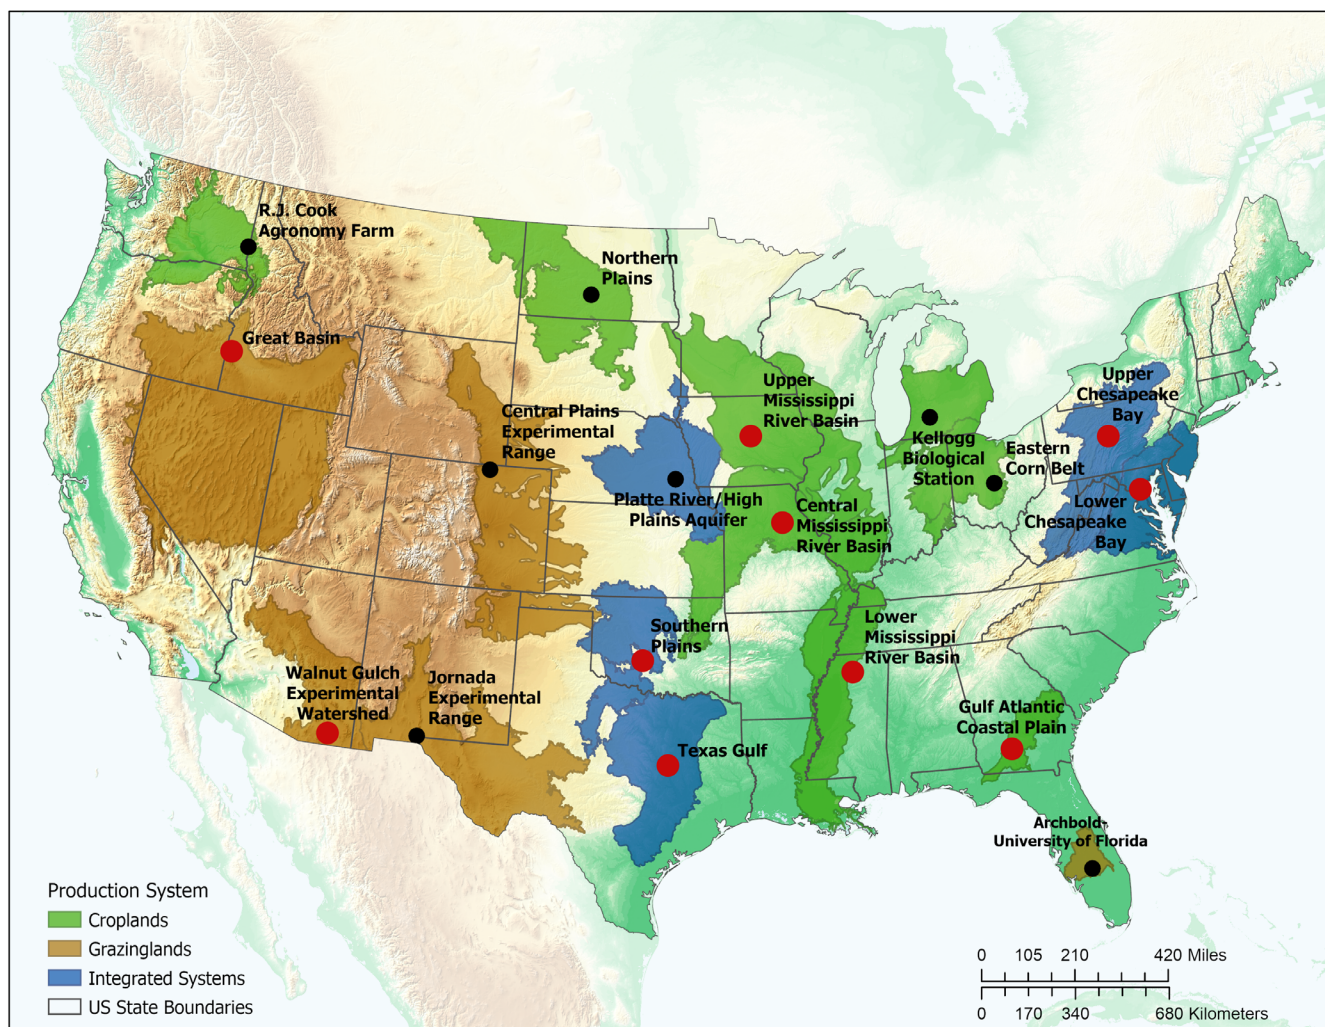 R.J. Cook
Agronomy Farm
Northern
Plains
Great Basin
Upper
Mississippi
River Basin
Upper
Chesapeake
Bay
Central Plains
Experimental
Range
Kellogg
Biological
Station
Eastern
Corn Belt
Platte River/High
Plains Aquifer
Central
Mississippi
River Basin
Lower
Chesapeake
Bay
Southern
Plains
Lower
Mississippi
River Basin
Walnut Gulch
Experimental
Watershed
Jornada
Experimental
Range
Gulf Atlantic
Coastal Plain
Texas Gulf
Archbold-
University of Florida
Production System
Croplands
Grazinglands
Integrated Systems
US State Boundaries
0 105 210 420 Miles
0 170 340 680 Kilometers